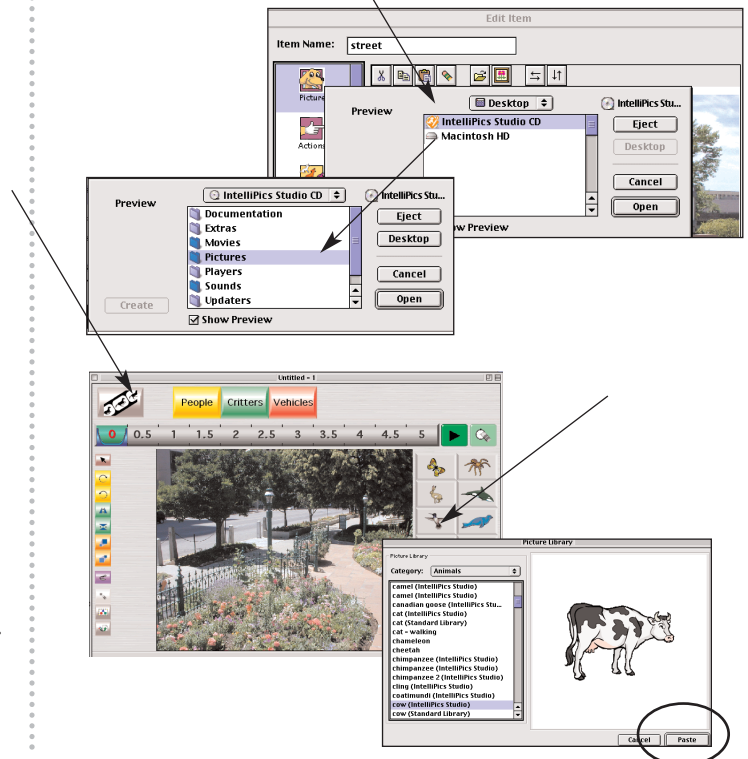 Edit Item
Item Name: street
Picture
Action
Preview
Desktop
IntelliPics Stu...
IntelliPics Studio CD
Macintosh HD
Eject
Desktop
Cancel
Open
w Preview
Preview
IntelliPics Studio CD
IntelliPics Stu...
Documentation
Extras
Movies
Pictures
Players
Sounds
Updaters
Eject
Desktop
Cancel
Open
Create
Show Preview
Untitled - 1
People Critters Vehicles
0 0.5 1 1.5 2 2.5 3 3.5 4 4.5 5
Picture Library
Picture Library
Category: Animals
camel (IntelliPics Studio)
camel (IntelliPics Studio)
canadian goose (IntelliPics Stu...
cat (IntelliPics Studio)
cat (Standard Library)
cat - walking
chameleon
cheetah
chimpanzee (IntelliPics Studio)
chimpanzee (IntelliPics Studio)
chimpanzee 2 (IntelliPics Studio)
cling (IntelliPics Studio)
coatimundi (IntelliPics Studio)
cow (IntelliPics Studio)
cow (Standard Library)
Cancel Paste